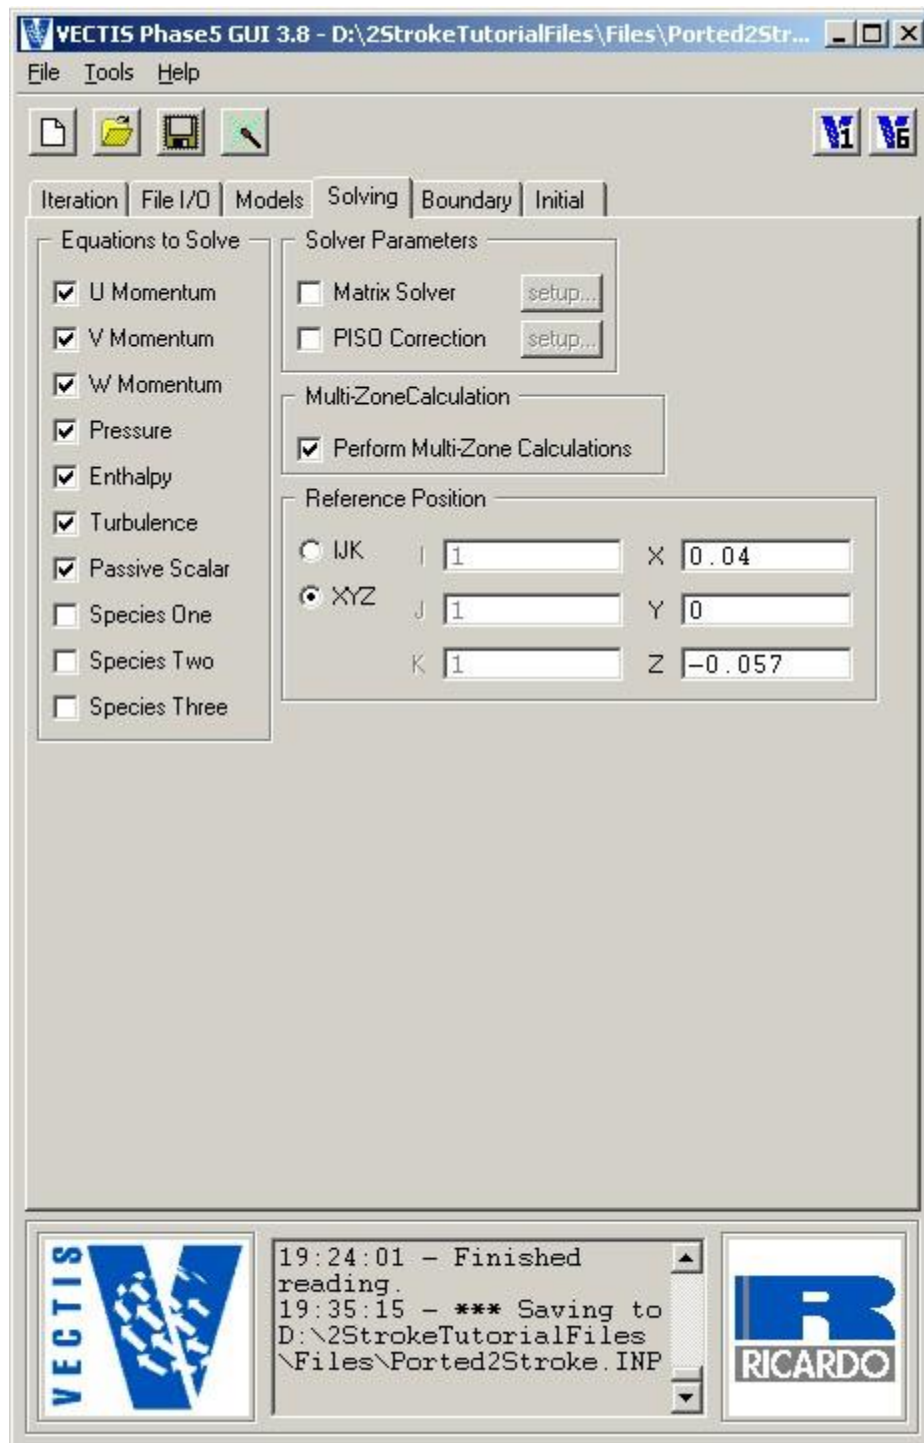 VECTIS Phase5 GUI 3.8 - D:\2StrokeTutorialFiles\Files\Ported2Str...
File Tools Help
V1 V6
Iteration File I/O Models Solving Boundary Initial
Equations to Solve
U Momentum
V Momentum
W Momentum
Pressure
Enthalpy
Turbulence
Passive Scalar
Species One
Species Two
Species Three
Solver Parameters
Matrix Solver setup...
PISO Correction setup...
Multi-ZoneCalculation
Perform Multi-Zone Calculations
Reference Position
IJK I 1 X 0.04
XYZ J 1 Y 0
K 1 Z -0.057
VECTIS
19:24:01 - Finished
reading.
19:35:15 - *** Saving to
D:\2StrokeTutorialFiles
\Files\Ported2Stroke.INP
R
RICARDO